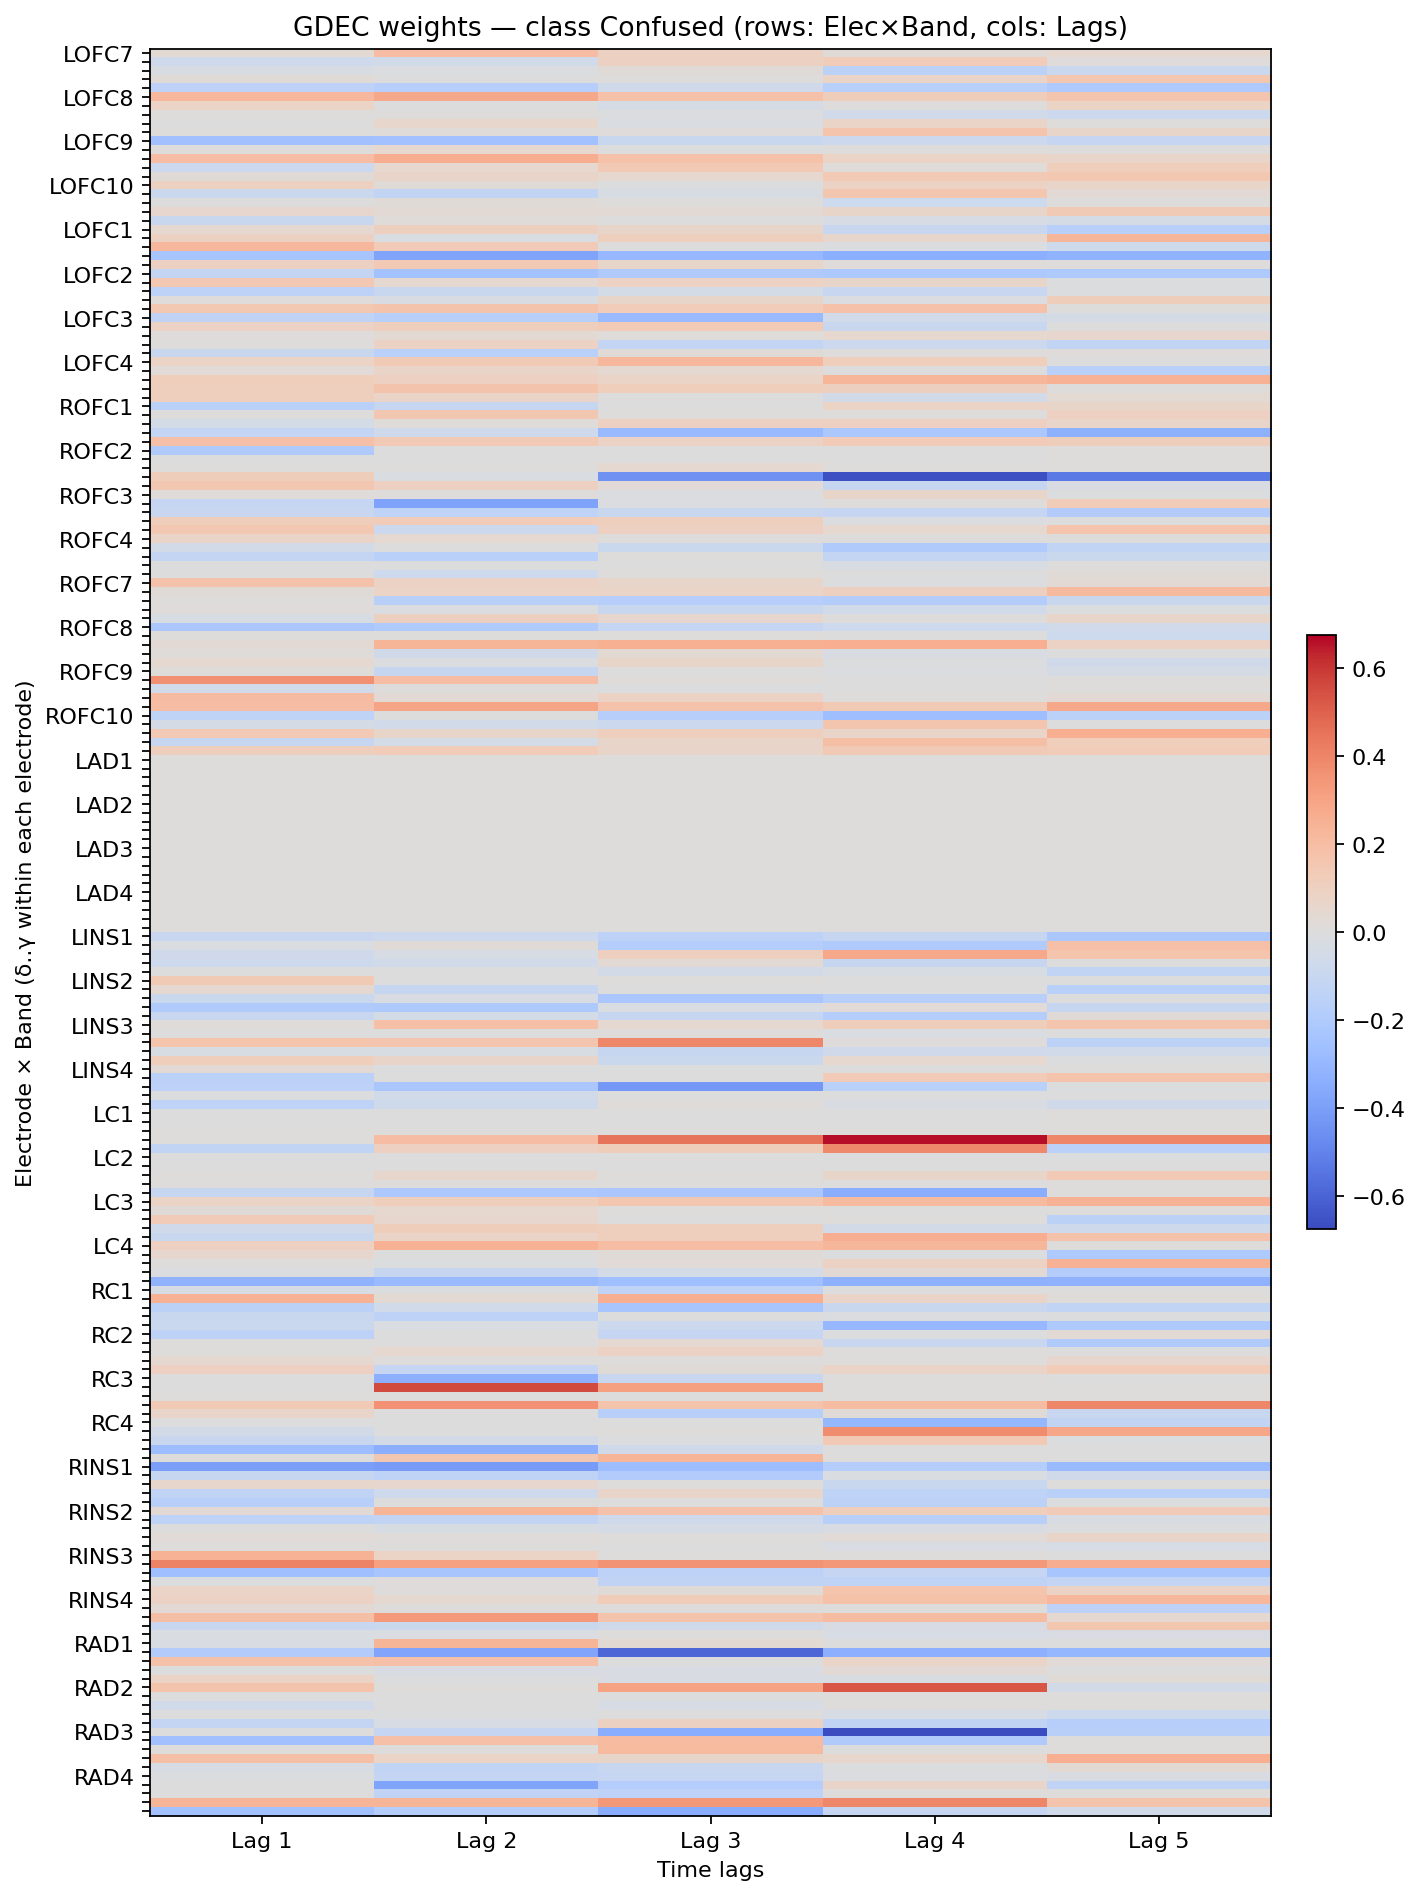 GDEC weights — class Confused (rows: Elec×Band, cols: Lags)
Electrode × Band (δ..γ within each electrode)
LOFC7
LOFC8
LOFC9
LOFC10
LOFC1
LOFC2
LOFC3
LOFC4
ROFC1
ROFC2
ROFC3
ROFC4
ROFC7
ROFC8
ROFC9
ROFC10
LAD1
LAD2
LAD3
LAD4
LINS1
LINS2
LINS3
LINS4
LC1
LC2
LC3
LC4
RC1
RC2
RC3
RC4
RINS1
RINS2
RINS3
RINS4
RAD1
RAD2
RAD3
RAD4
Lag 1 Lag 2 Lag 3 Lag 4 Lag 5
Time lags
0.6
0.4
0.2
0.0
−0.2
−0.4
−0.6